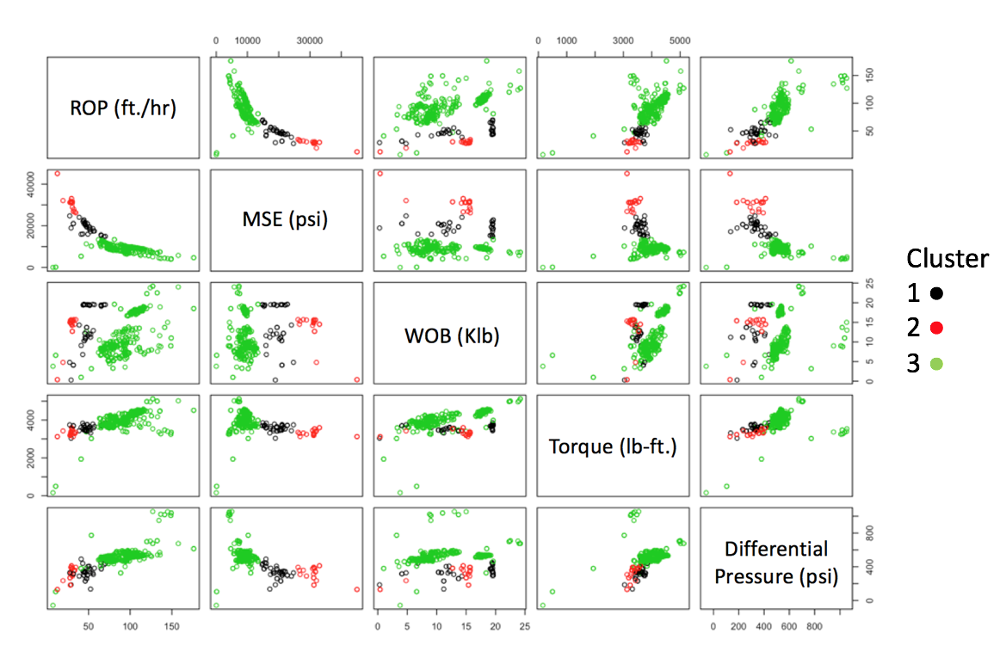 0 10000 30000
0 1000 3000 5000
ROP (ft./hr)
50 100 150
0 20000 40000
MSE (psi)
WOB (Klb)
0 5 10 15 20 25
0 2000 4000
Torque (lb-ft.)
Differential
Pressure (psi)
0 400 800
50 100 150
0 5 10 15 20 25
0 200 400 600 800
Cluster
1
2
3